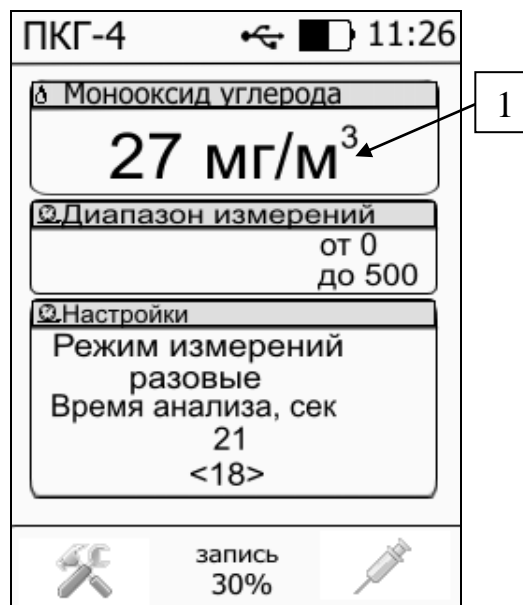 ПКГ-4 11:26
Монооксид углерода
27 мг/м³
1
Диапазон измерений
от 0
до 500
Настройки
Режим измерений
разовые
Время анализа, сек
21
<18>
запись
30%